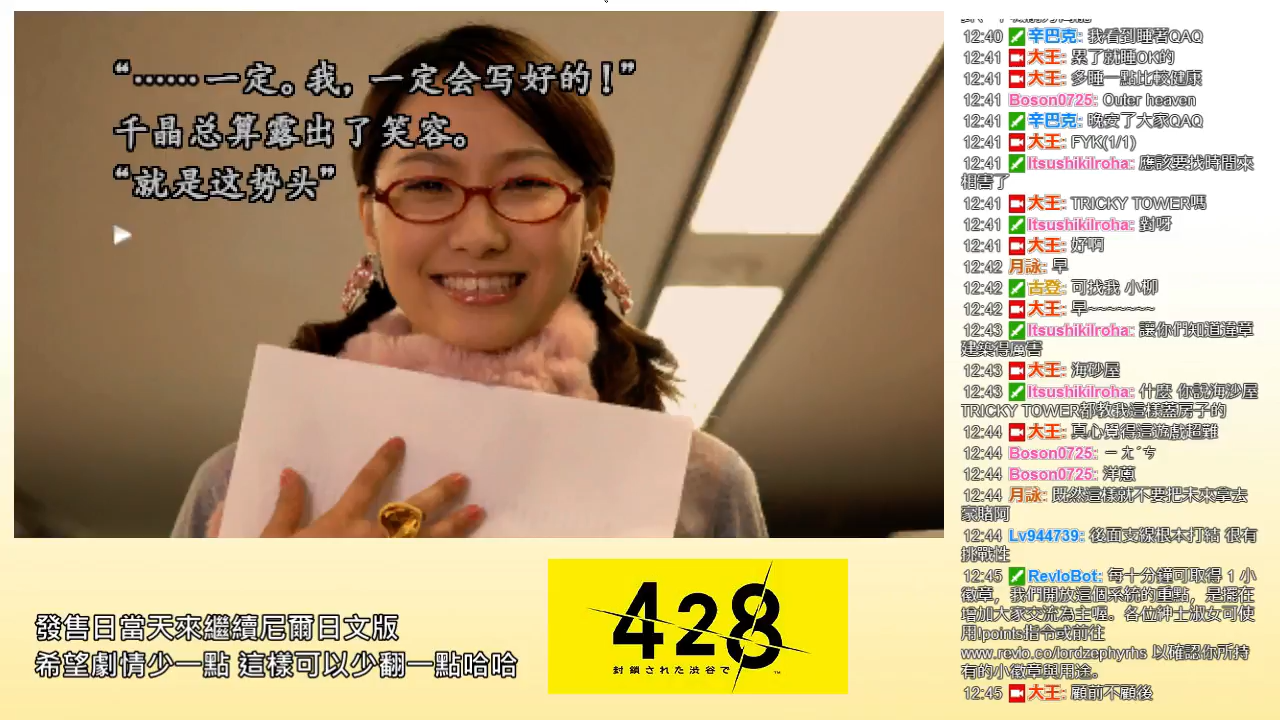 “……一定。我，一定会写好的！”
千晶总算露出了笑容。
“就是这势头”
發售日當天來繼續尼爾日文版
希望劇情少一點 這樣可以少翻一點哈哈
428
封鎖された渋谷で
TM
12:40 辛巴克: 我看到睡著QAQ
12:41 大王: 累了就睡OK的
12:41 大王: 多睡一點比較健康
12:41 Boson0725: Outer heaven
12:41 辛巴克: 晚安了大家QAQ
12:41 大王: FYK(1/1)
12:41 Itsushikiiroha: 應該要找時間來
相害了
12:41 大王: TRICKY TOWER嗎
12:41 Itsushikiiroha: 對呀
12:41 大王: 好啊
12:42 月詠: 早
12:42 古登: 可找我 小柳
12:42 大王: 早~~~~~~~
12:43 Itsushikiiroha: 讓你們知道違章
建築得厲害
12:43 大王: 海砂屋
12:43 Itsushikiiroha: 什麼 你說海沙屋
TRICKY TOWER都教我這樣蓋房子的
12:44 大王: 真心覺得這遊戲超難
12:44 Boson0725: ㄧㄤˊㄘ
12:44 Boson0725: 洋蔥
12:44 月詠: 既然這樣就不要把未來拿去
豪賭阿
12:44 Lv944739: 後面支線根本打結 很有
挑戰性
12:45 RevloBot: 每十分鐘可取得 1 小
徽章，我們開放這個系統的重點，是擺在
增加大家交流為主喔。各位紳士淑女可使
用!points指令或前往
www.revlo.co/lordzephyrhs 以確認你所持
有的小徽章與用途。
12:45 大王: 顧前不顧後